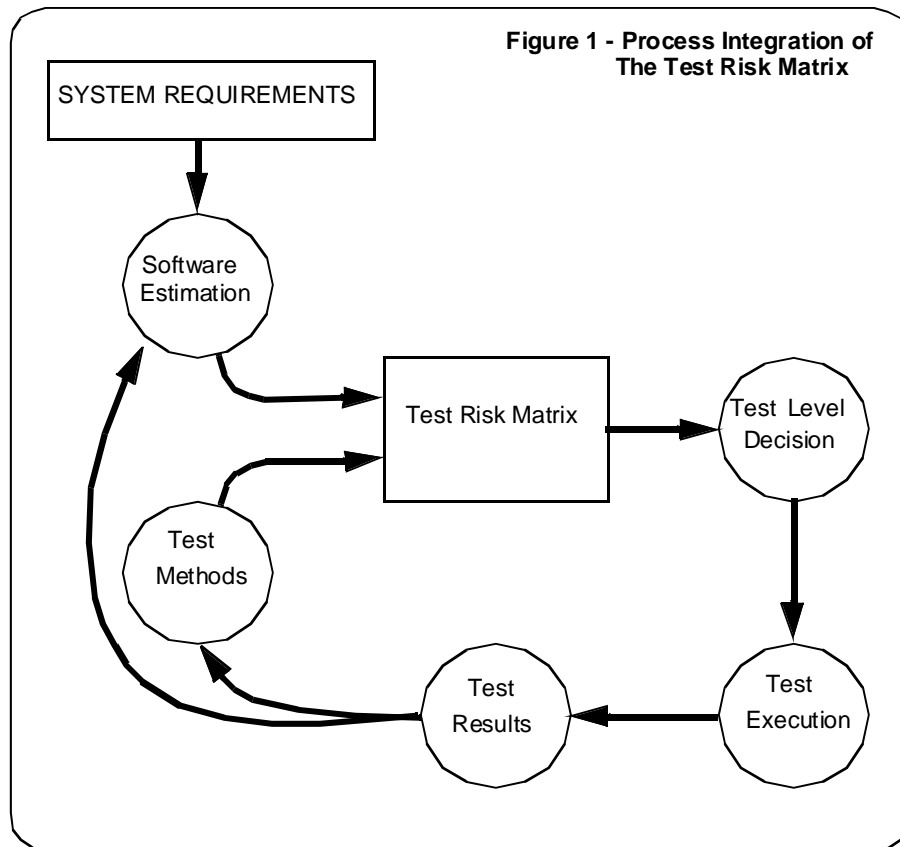 Figure 1 - Process Integration of
The Test Risk Matrix
SYSTEM REQUIREMENTS
Software
Estimation
Test Risk Matrix
Test Level
Decision
Test
Methods
Test
Results
Test
Execution